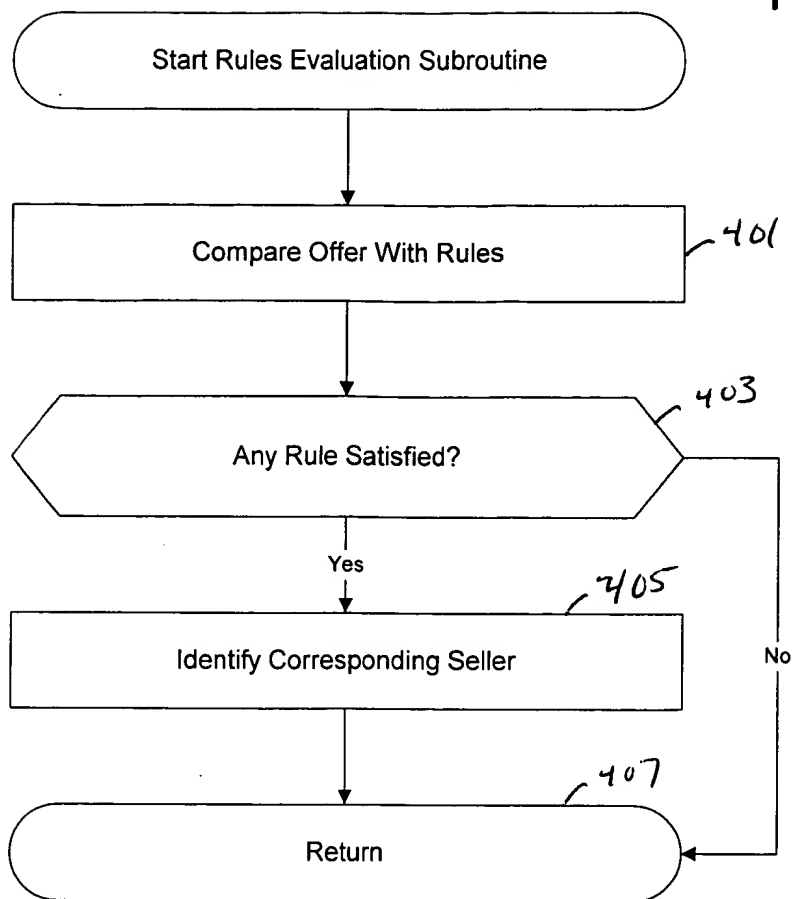 Start Rules Evaluation Subroutine
Compare Offer With Rules
401
403
Any Rule Satisfied?
Yes
405
Identify Corresponding Seller
No
407
Return